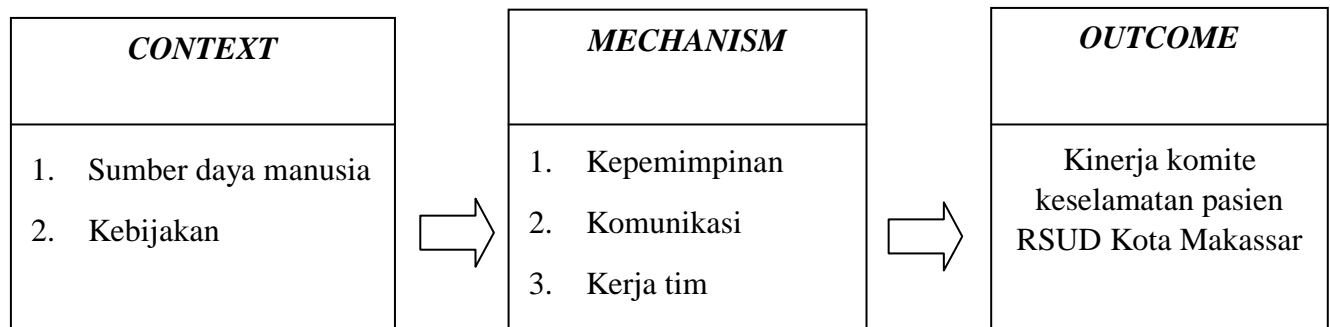 CONTEXT
1. Sumber daya manusia
2. Kebijakan
MECHANISM
1. Kepemimpinan
2. Komunikasi
3. Kerja tim
OUTCOME
Kinerja komite
keselamatan pasien
RSUD Kota Makassar